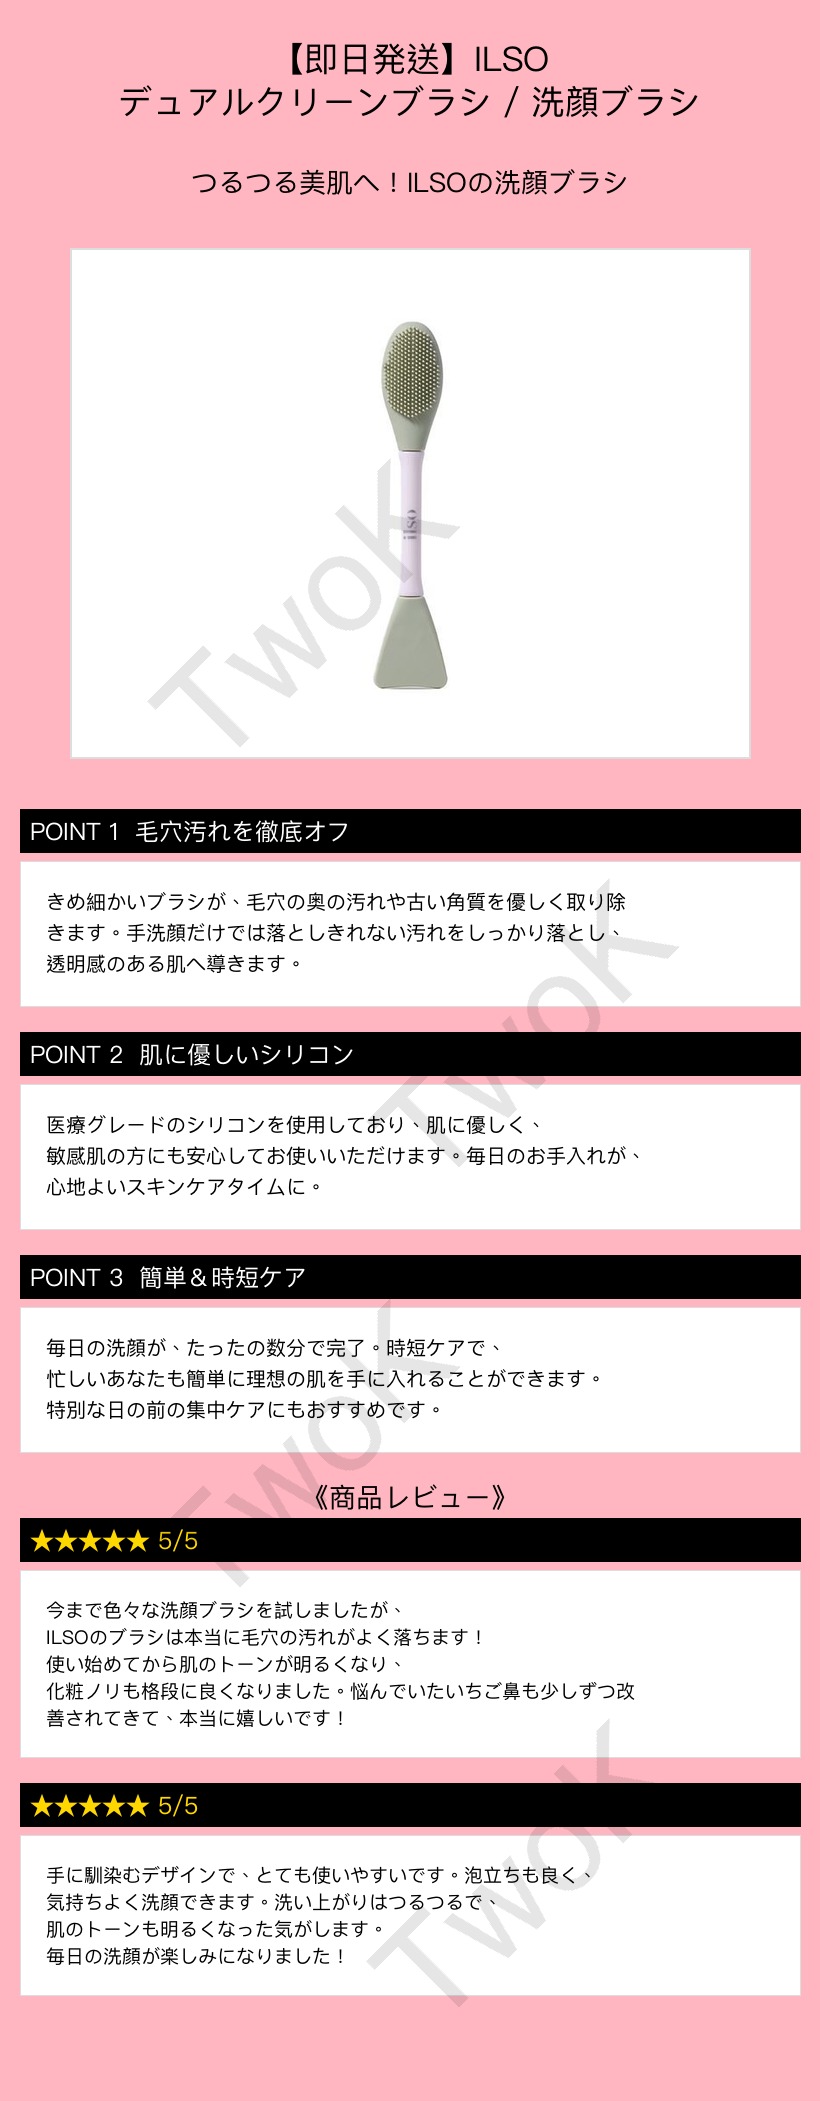 【即日発送】ILSO
デュアルクリーンブラシ / 洗顔ブラシ
つるつる美肌へ！ILSOの洗顔ブラシ
ilso
TwoK
POINT 1 毛穴汚れを徹底オフ
きめ細かいブラシが、毛穴の奥の汚れや古い角質を優しく取り除
きます。手洗顔だけでは落としきれない汚れをしっかり落とし、
透明感のある肌へ導きます。
TwoK
POINT 2 肌に優しいシリコン
医療グレードのシリコンを使用しており、肌に優しく、
敏感肌の方にも安心してお使いいただけます。毎日のお手入れが、
心地よいスキンケアタイムに。
POINT 3 簡単＆時短ケア
毎日の洗顔が、たったの数分で完了。時短ケアで、
忙しいあなたも簡単に理想の肌を手に入れることができます。
特別な日の前の集中ケアにもおすすめです。
TwoK
《商品レビュー》
★★★★★ 5/5
今まで色々な洗顔ブラシを試しましたが、
ILSOのブラシは本当に毛穴の汚れがよく落ちます！
使い始めてから肌のトーンが明るくなり、
化粧ノリも格段に良くなりました。悩んでいたいちご鼻も少しずつ改
善されてきて、本当に嬉しいです！
★★★★★ 5/5
手に馴染むデザインで、とても使いやすいです。泡立ちも良く、
気持ちよく洗顔できます。洗い上がりはつるつるで、
肌のトーンも明るくなった気がします。
毎日の洗顔が楽しみになりました！
TwoK